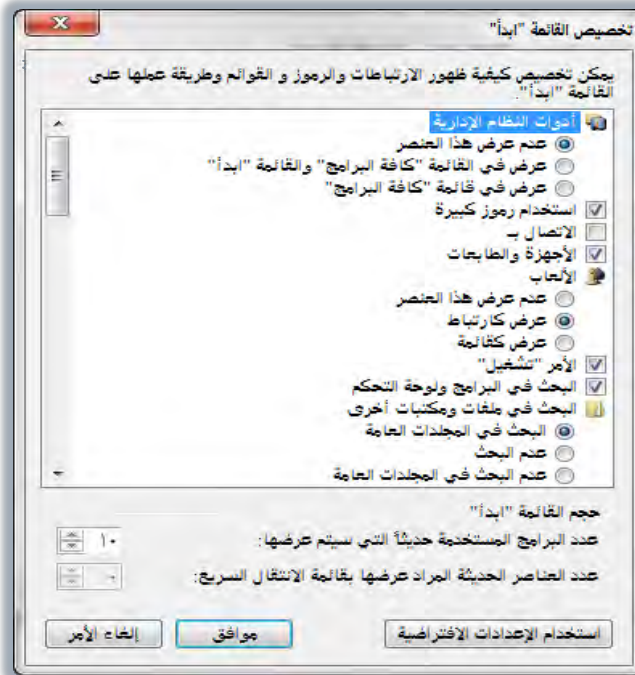 تخصيص القائمة "ابدأ"
يمكن تخصيص كيفية ظهور الارتباطات والرموز و القوائم وطريقة عملها على
القائمة "ابدأ".
أدوات النظام الإدارية
عدم عرض هذا العنصر
عرض في القائمة "كافة البرامج" والقائمة "ابدأ"
عرض في قائمة "كافة البرامج"
استخدام رموز كبيرة
الاتصال بـ
الأجهزة والطابعات
الألعاب
عدم عرض هذا العنصر
عرض كارتباط
عرض كقائمة
الأمر "تشغيل"
البحث في البرامج ولوحة التحكم
البحث في ملفات ومكتبات أخرى
البحث في المجلدات العامة
عدم البحث
عدم البحث في المجلدات العامة
حجم القائمة "ابدأ"
عدد البرامج المستخدمة حديثاً التي سيتم عرضها: ١٠
عدد العناصر الحديثة المراد عرضها بقائمة الانتقال السريع: ٠
استخدام الإعدادات الافتراضية موافق إلغاء الأمر